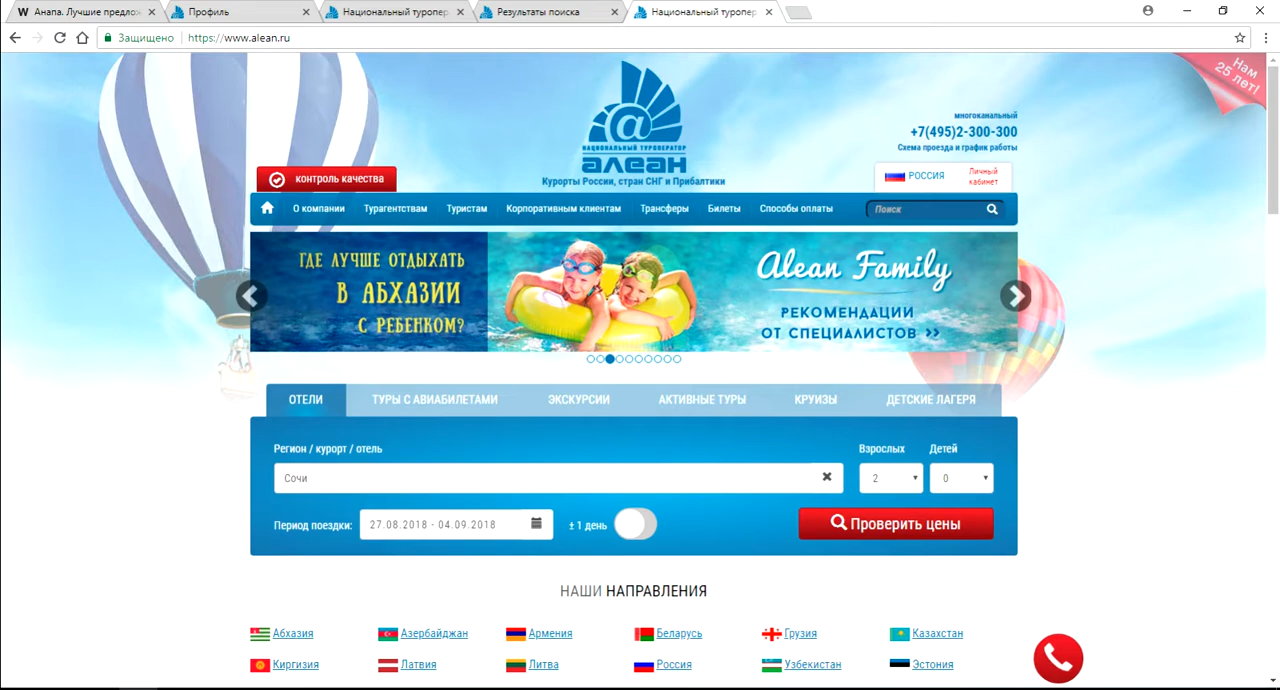 Анапа. Лучшие предлож
Профиль
Национальный туропер
Результаты поиска
Национальный туропер
Защищено
https://www.alean.ru
Нам
25 лет!
@
НАЦИОНАЛЬНЫЙ ТУРОПЕРАТОР
алеан
Курорты России, стран СНГ и Прибалтики
многоканальный
+7(495)2-300-300
Схема проезда и график работы
контроль качества
РОССИЯ
Личный
кабинет
О компании
Турагентствам
Туристам
Корпоративным клиентам
Трансферы
Билеты
Способы оплаты
Поиск
ГДЕ ЛУЧШЕ ОТДЫХАТЬ
В АБХАЗИИ
С РЕБЕНКОМ?
Alean Family
РЕКОМЕНДАЦИИ
ОТ СПЕЦИАЛИСТОВ >>
ОТЕЛИ
ТУРЫ С АВИАБИЛЕТАМИ
ЭКСКУРСИИ
АКТИВНЫЕ ТУРЫ
КРУИЗЫ
ДЕТСКИЕ ЛАГЕРЯ
Регион / курорт / отель
Взрослых
Детей
Сочи
2
0
Период поездки:
27.08.2018 - 04.09.2018
± 1 день
Проверить цены
НАШИ НАПРАВЛЕНИЯ
Абхазия
Азербайджан
Армения
Беларусь
Грузия
Казахстан
Киргизия
Латвия
Литва
Россия
Узбекистан
Эстония